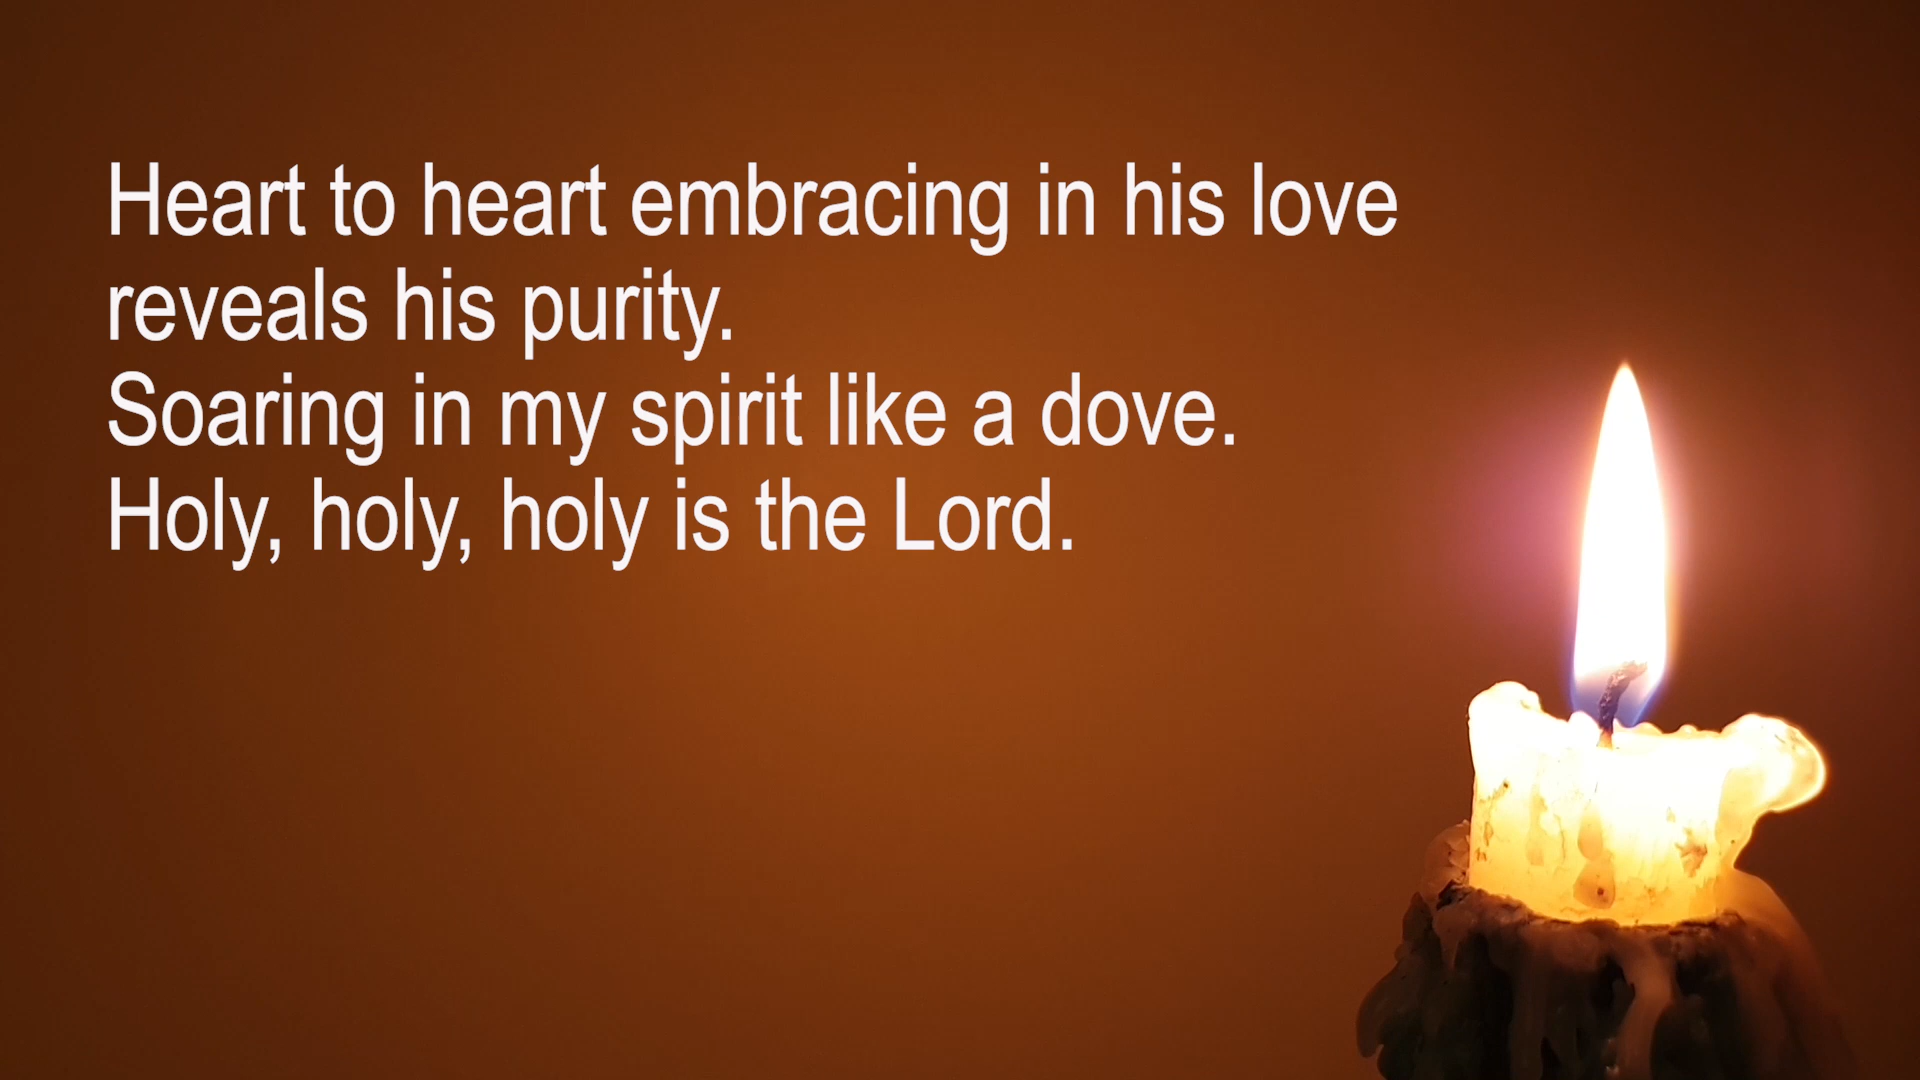 Heart to heart embracing in his love
reveals his purity.
Soaring in my spirit like a dove.
Holy, holy, holy is the Lord.